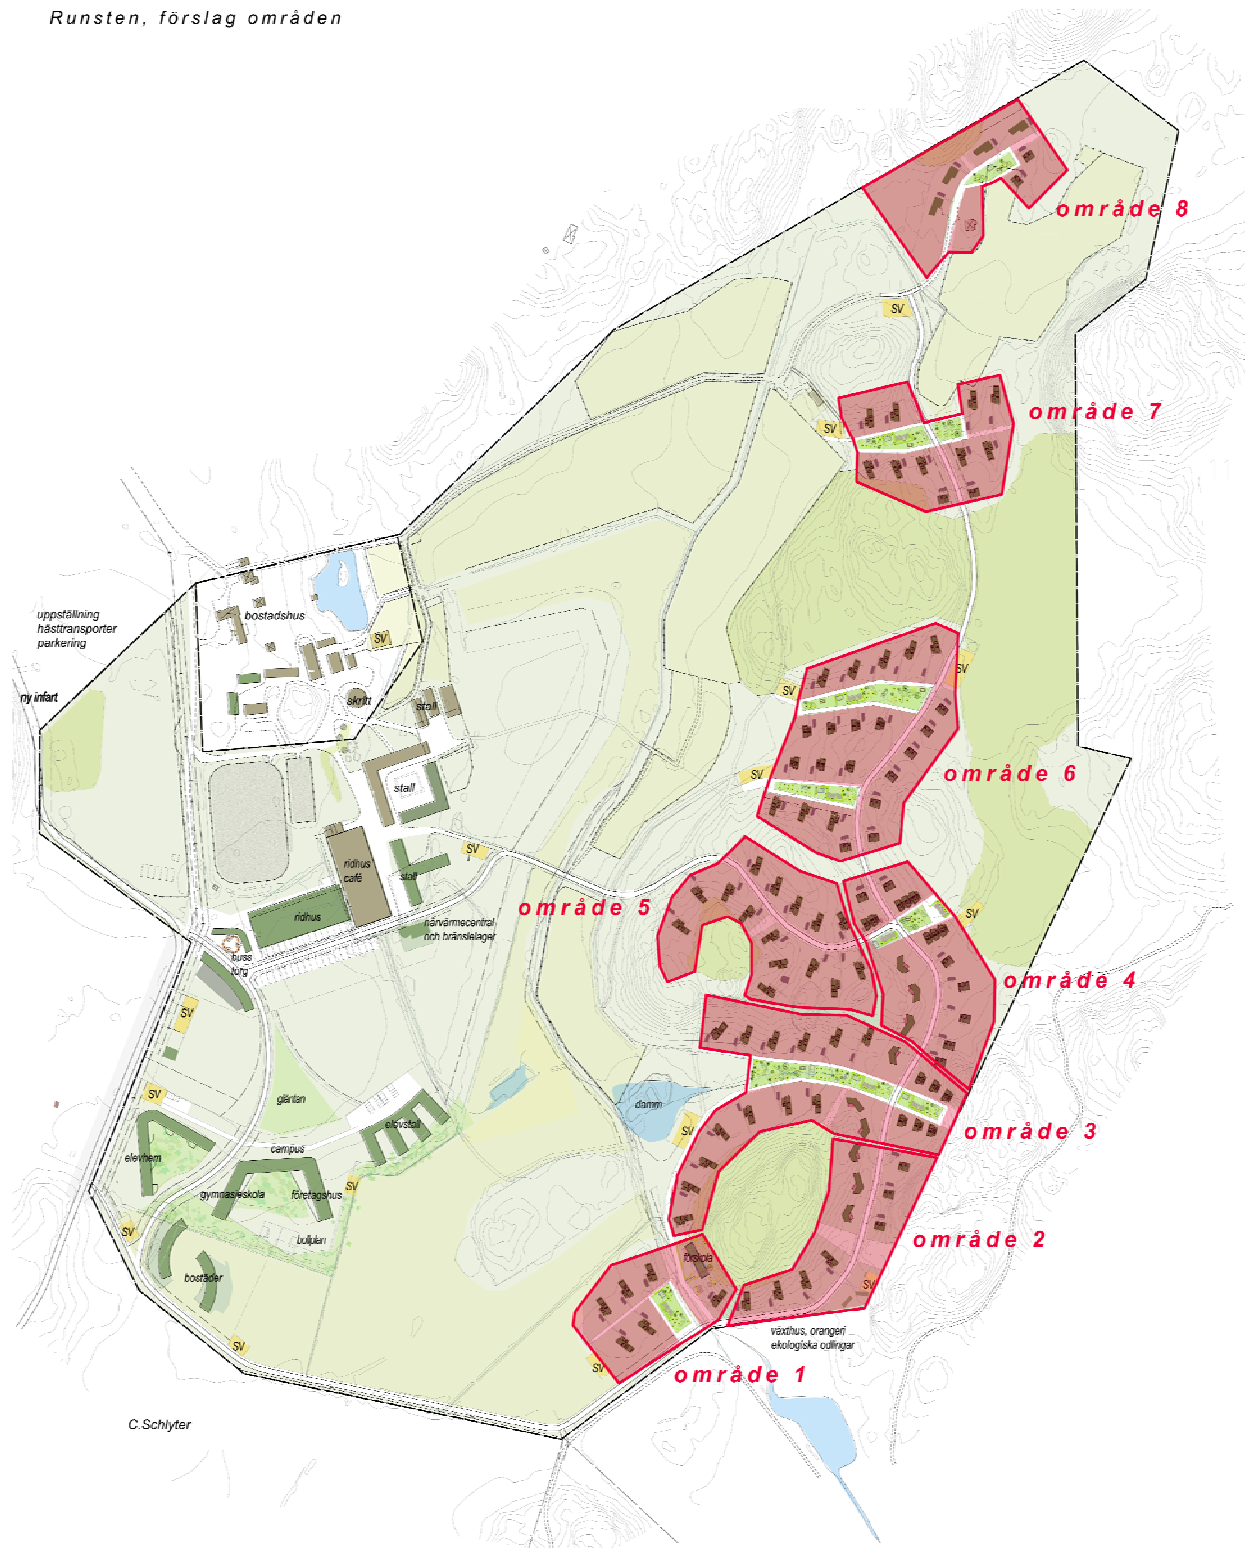 Runsten, förslag områden
område 8
SV
område 7
SV
uppställning
hästtransporter
parkering
bostadshus
SV
ny infart
skritt
stall
SV
SV
stall
SV
område 6
ridhus
café
SV
stall
område 5
ridhus
SV
närvärmecentral
och bränslelager
huss
torg
område 4
SV
SV
gläntan
damm
elevstall
SV
område 3
elevhem
campus
gymnasieskola
företagshus
SV
SV
bollplan
område 2
förskola
bostäder
SV
SV
växthus, orangeri
ekologiska odlingar
SV
område 1
C.Schlyter